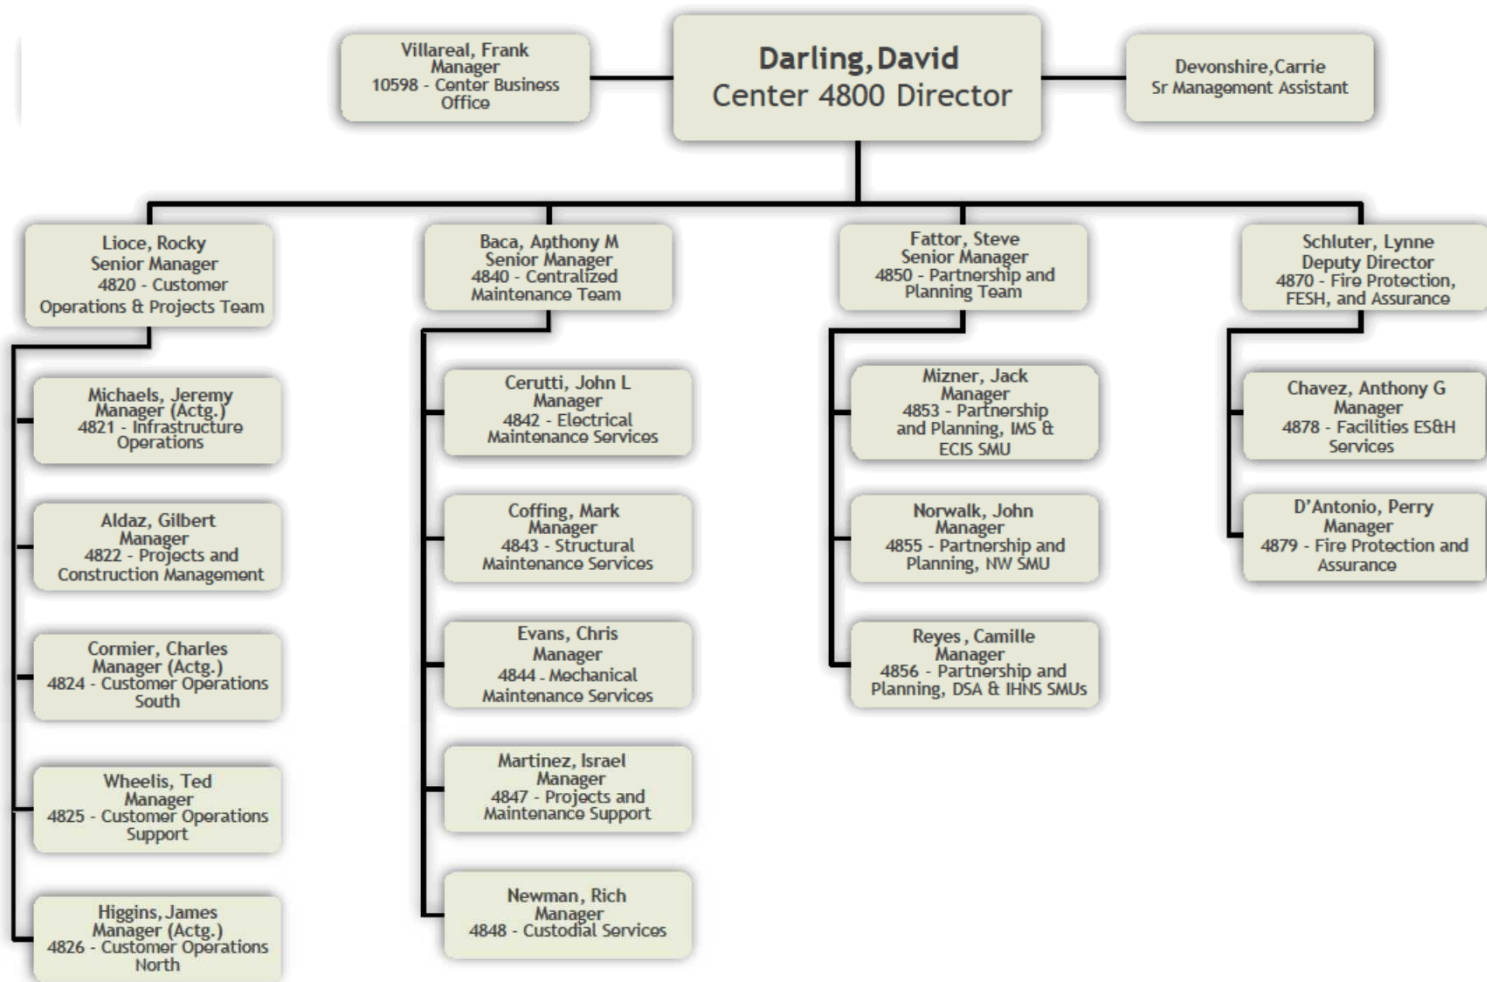 Villareal, Frank
Manager
10598 - Center Business
Office
Darling,David
Center 4800 Director
Devonshire,Carrie
Sr Management Assistant
Lioce, Rocky
Senior Manager
4820 - Customer
Operations & Projects Team
Michaels, Jeremy
Manager (Actg.)
4821 - Infrastructure
Operations
Aldaz, Gilbert
Manager
4822 - Projects and
Construction Management
Cormier, Charles
Manager (Actg.)
4824 - Customer Operations
South
Wheelis, Ted
Manager
4825 - Customer Operations
Support
Higgins,James
Manager (Actg.)
4826 - Customer Operations
North
Baca, Anthony M
Senior Manager
4840 - Centralized
Maintenance Team
Cerutti, John L
Manager
4842 - Electrical
Maintenance Services
Coffing, Mark
Manager
4843 - Structural
Maintenance Services
Evans, Chris
Manager
4844 - Mechanical
Maintenance Services
Martinez, Israel
Manager
4847 - Projects and
Maintenance Support
Newman, Rich
Manager
4848 - Custodial Services
Fattor, Steve
Senior Manager
4850 - Partnership and
Planning Team
Mizner, Jack
Manager
4853 - Partnership
and Planning, IMS &
ECIS SMU
Norwalk, John
Manager
4855 - Partnership and
Planning, NW SMU
Reyes, Camille
Manager
4856 - Partnership and
Planning, DSA & IHNS SMUs
Schluter, Lynne
Deputy Director
4870 - Fire Protection,
FESH, and Assurance
Chavez, Anthony G
Manager
4878 - Facilities ES&H
Services
D’Antonio, Perry
Manager
4879 - Fire Protection and
Assurance